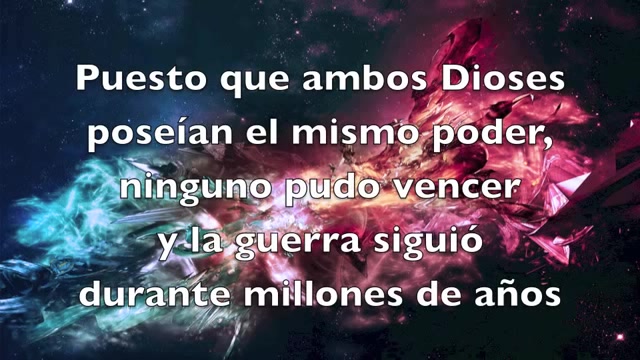 Puesto que ambos Dioses
poseían el mismo poder,
ninguno pudo vencer
y la guerra siguió
durante millones de años